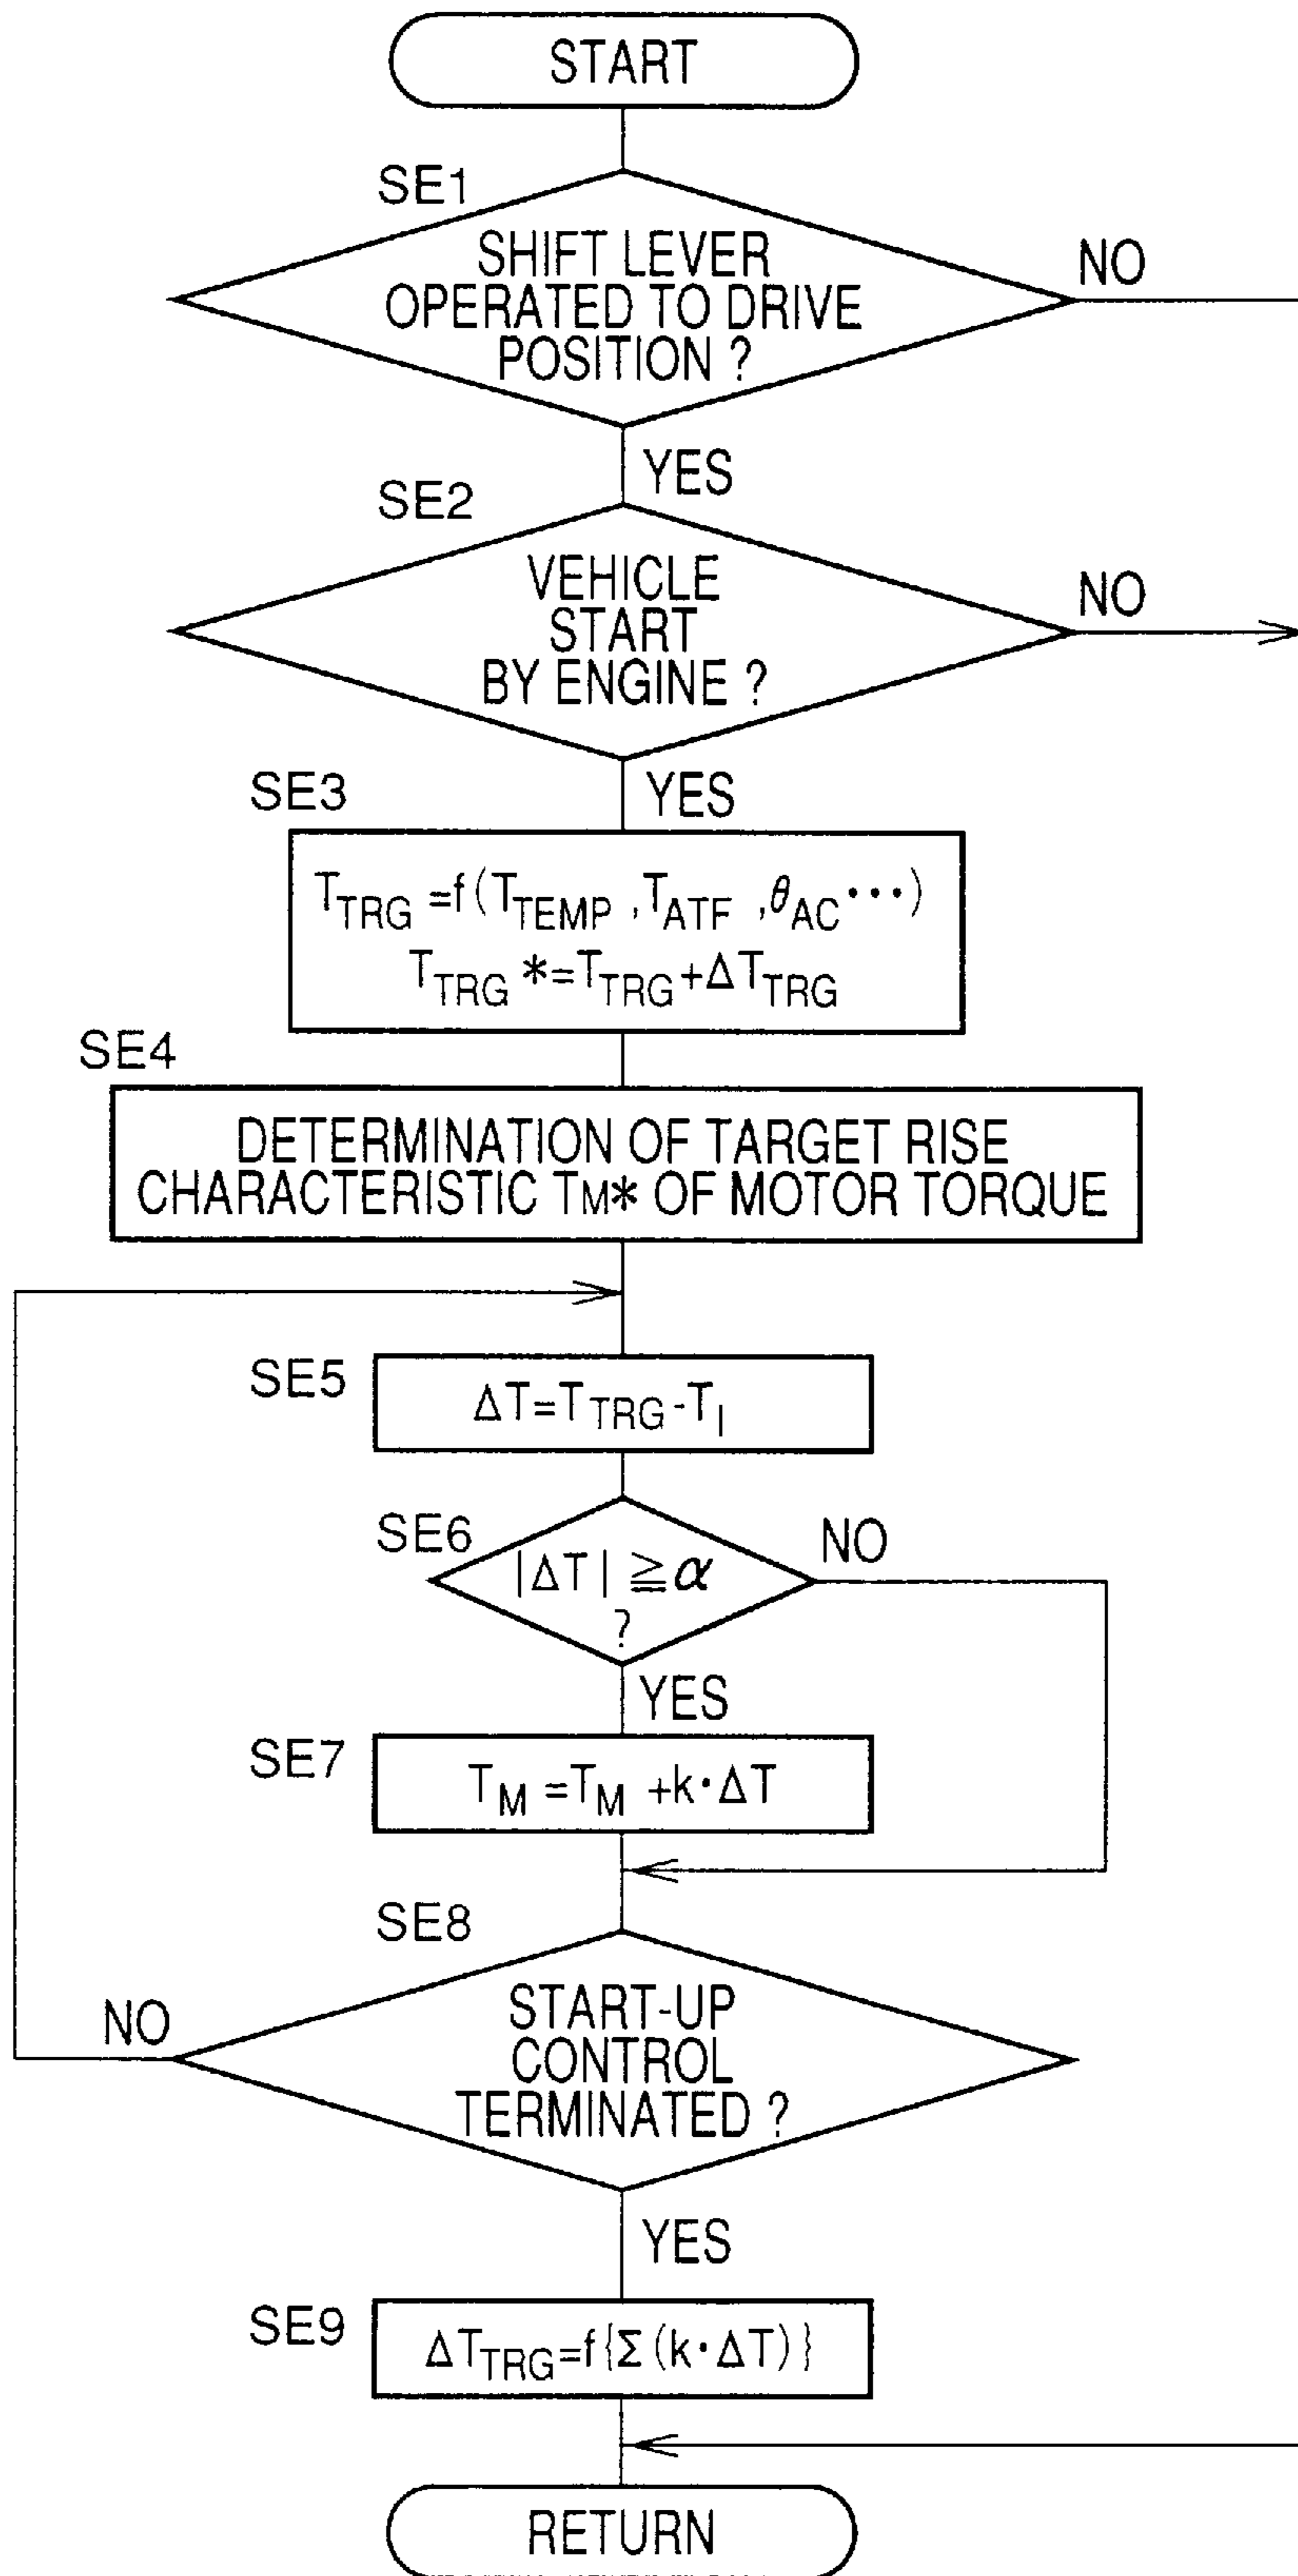 START
SE1
SHIFT LEVER
OPERATED TO DRIVE
POSITION ?
NO
YES
SE2
VEHICLE
START
BY ENGINE ?
NO
YES
SE3
T_TRG =f(T_TEMP ,T_ATF ,θ_AC ···)
T_TRG *=T_TRG +ΔT_TRG
SE4
DETERMINATION OF TARGET RISE
CHARACTERISTIC TM* OF MOTOR TORQUE
SE5
ΔT=T_TRG -T_I
SE6
|ΔT| ≧α
?
NO
YES
SE7
T_M =T_M +k·ΔT
SE8
START-UP
CONTROL
TERMINATED ?
NO
YES
SE9
ΔT_TRG=f{Σ(k·ΔT)}
RETURN